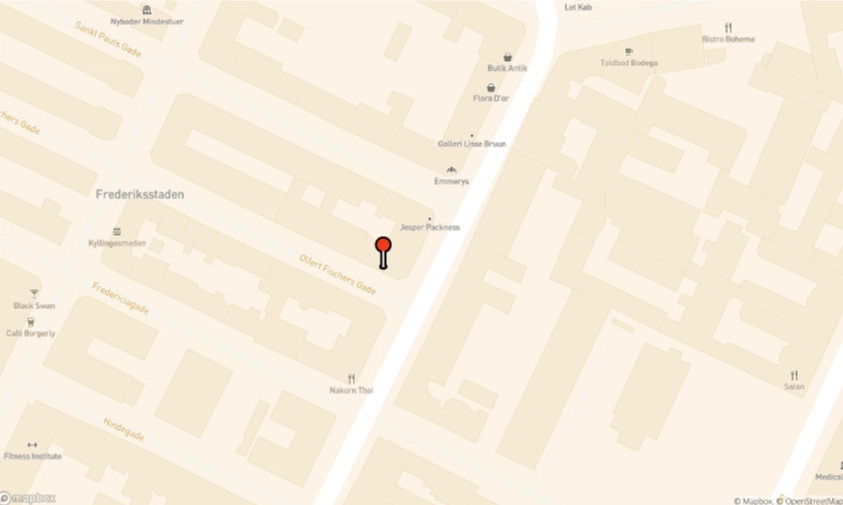 Let Køb
Nyboder Mindestuer
Sankt Pauls Gade
Bistro Boheme
Toldbod Bodega
Butik Antik
Flora D'or
chers Gade
Galleri Lisse Bruun
Emmerys
Frederiksstaden
Jesper Packness
Kyllingesmeden
Olfert Fischers Gade
Fredericiagade
Black Swan
Café Borgerly
Salon
Nakorn Thai
Hindegade
Fitness Institute
Medical
mapbox
© Mapbox, © OpenStreetMap